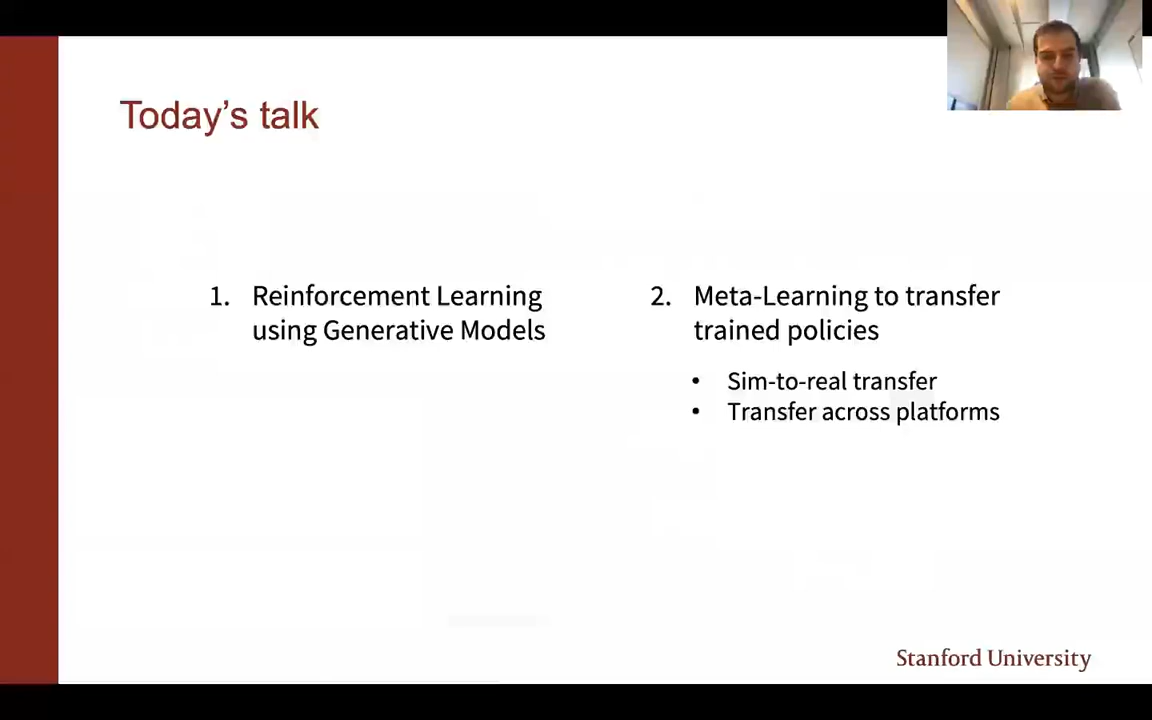 Today's talk
1. Reinforcement Learning
using Generative Models
2. Meta-Learning to transfer
trained policies
• Sim-to-real transfer
• Transfer across platforms
Stanford University